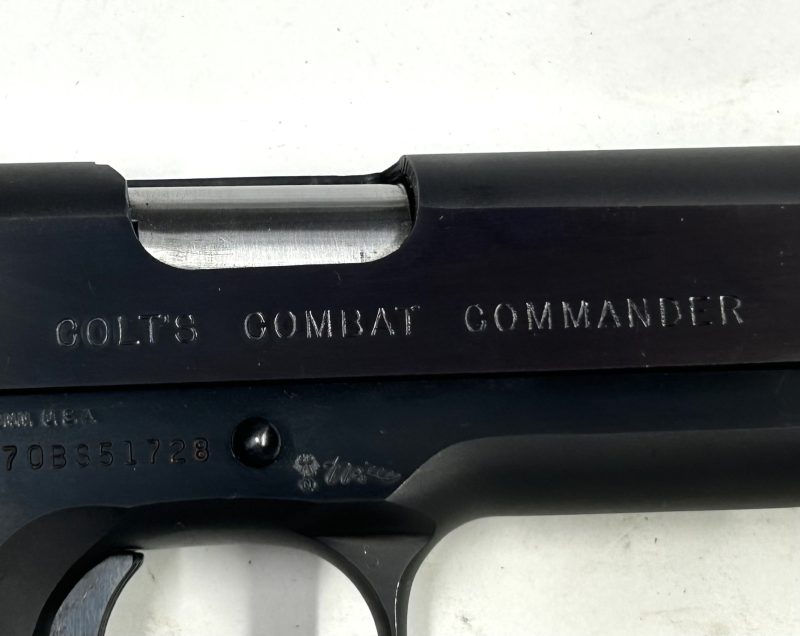 COLT'S COMBAT COMMANDER
U.S.A.
70BS51728